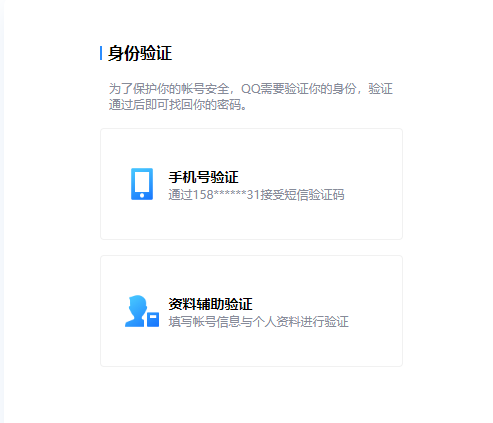 身份验证
为了保护你的帐号安全，QQ需要验证你的身份，验证
通过后即可找回你的密码。
手机号验证
通过158******31接受短信验证码
资料辅助验证
填写帐号信息与个人资料进行验证